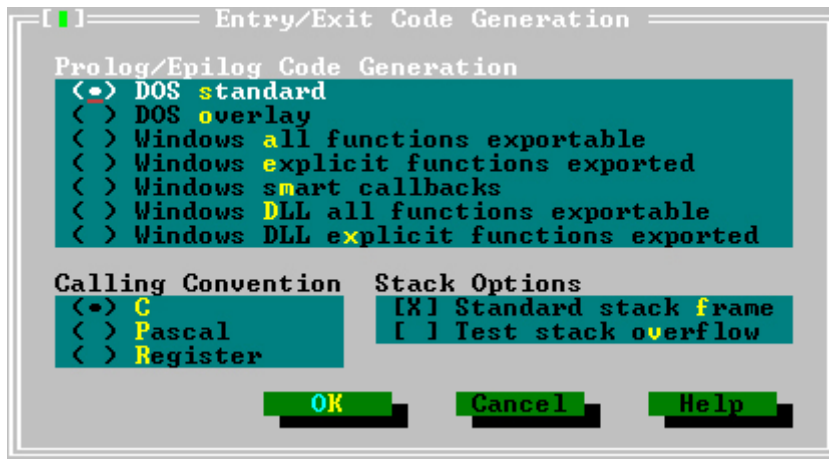 [▮] Entry/Exit Code Generation
Prolog/Epilog Code Generation
(•) DOS standard
( ) DOS overlay
( ) Windows all functions exportable
( ) Windows explicit functions exported
( ) Windows smart callbacks
( ) Windows DLL all functions exportable
( ) Windows DLL explicit functions exported
Calling Convention
(•) C
( ) Pascal
( ) Register
Stack Options
[X] Standard stack frame
[ ] Test stack overflow
OK Cancel Help